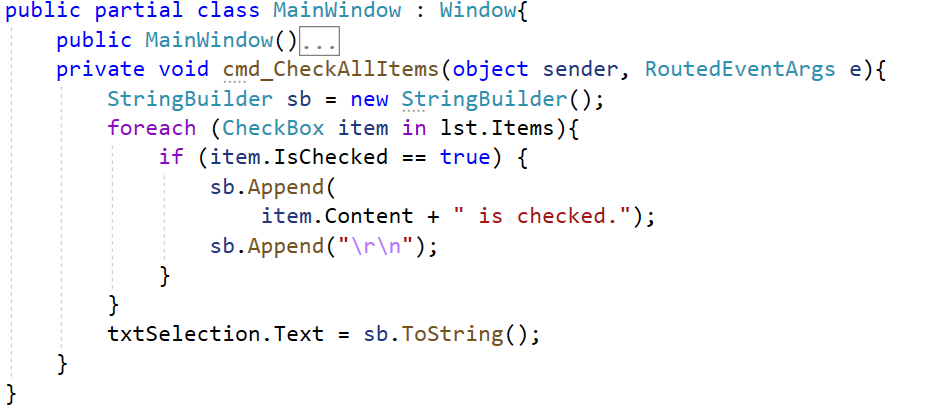 public partial class MainWindow : Window{
    public MainWindow()...
    private void cmd_CheckAllItems(object sender, RoutedEventArgs e){
        StringBuilder sb = new StringBuilder();
        foreach (CheckBox item in lst.Items){
            if (item.IsChecked == true) {
                sb.Append(
                    item.Content + " is checked.");
                sb.Append("\r\n");
            }
        }
        txtSelection.Text = sb.ToString();
    }
}